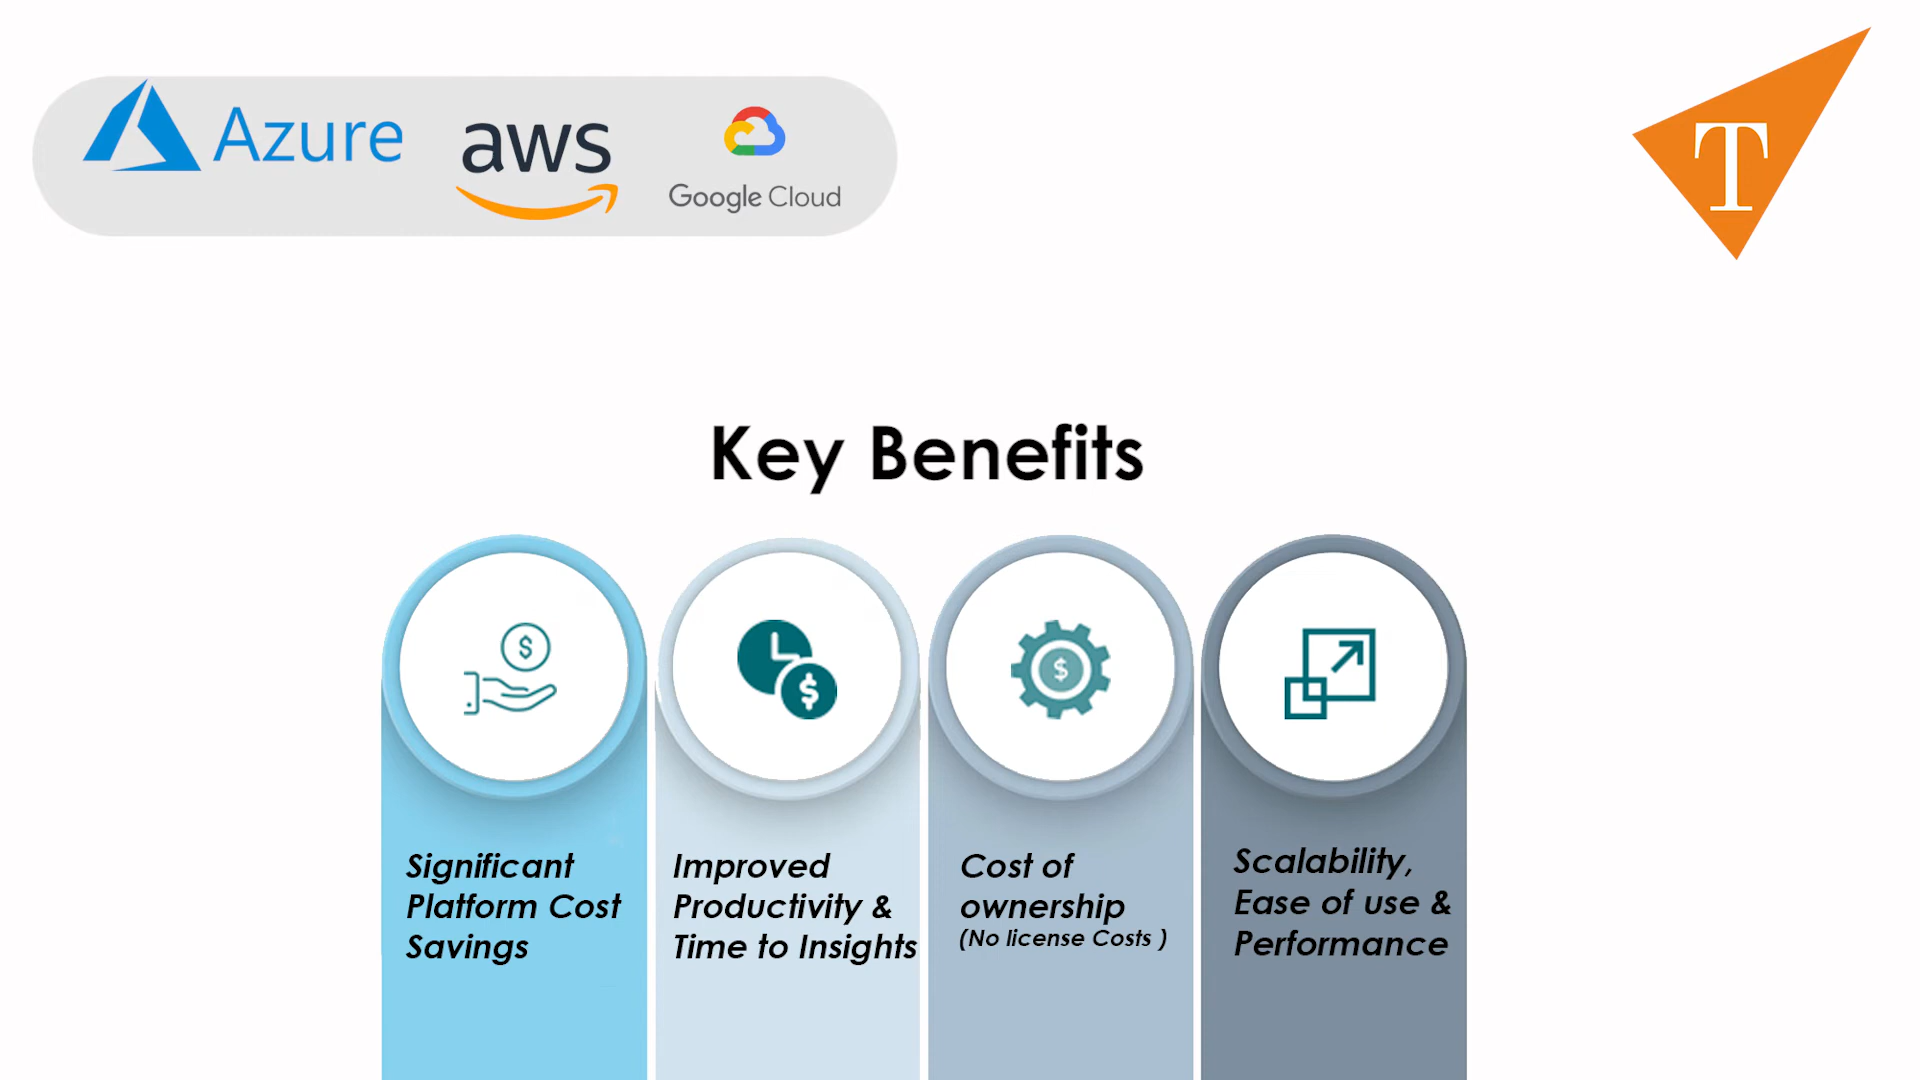 Azure
aws
Google Cloud
T
Key Benefits
$
$
$
Significant
Platform Cost
Savings
Improved
Productivity &
Time to Insights
Cost of
ownership
(No license Costs )
Scalability,
Ease of use &
Performance